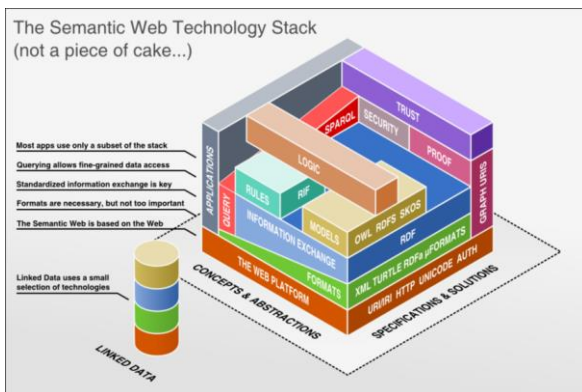 The Semantic Web Technology Stack
(not a piece of cake...)
Most apps use only a subset of the stack
Querying allows fine-grained data access
Standardized information exchange is key
Formats are necessary, but not too important
The Semantic Web is based on the Web
Linked Data uses a small
selection of technologies
LINKED DATA
APPLICATIONS
QUERY
SPARQL
SECURITY
TRUST
PROOF
GRAPH URIS
LOGIC
RULES
RIF
MODELS
OWL RDFS SKOS
INFORMATION EXCHANGE
RDF
FORMATS
XML TURTLE RDFa µFORMATS
THE WEB PLATFORM
URI/IRI HTTP UNICODE AUTH
CONCEPTS & ABSTRACTIONS
SPECIFICATIONS & SOLUTIONS